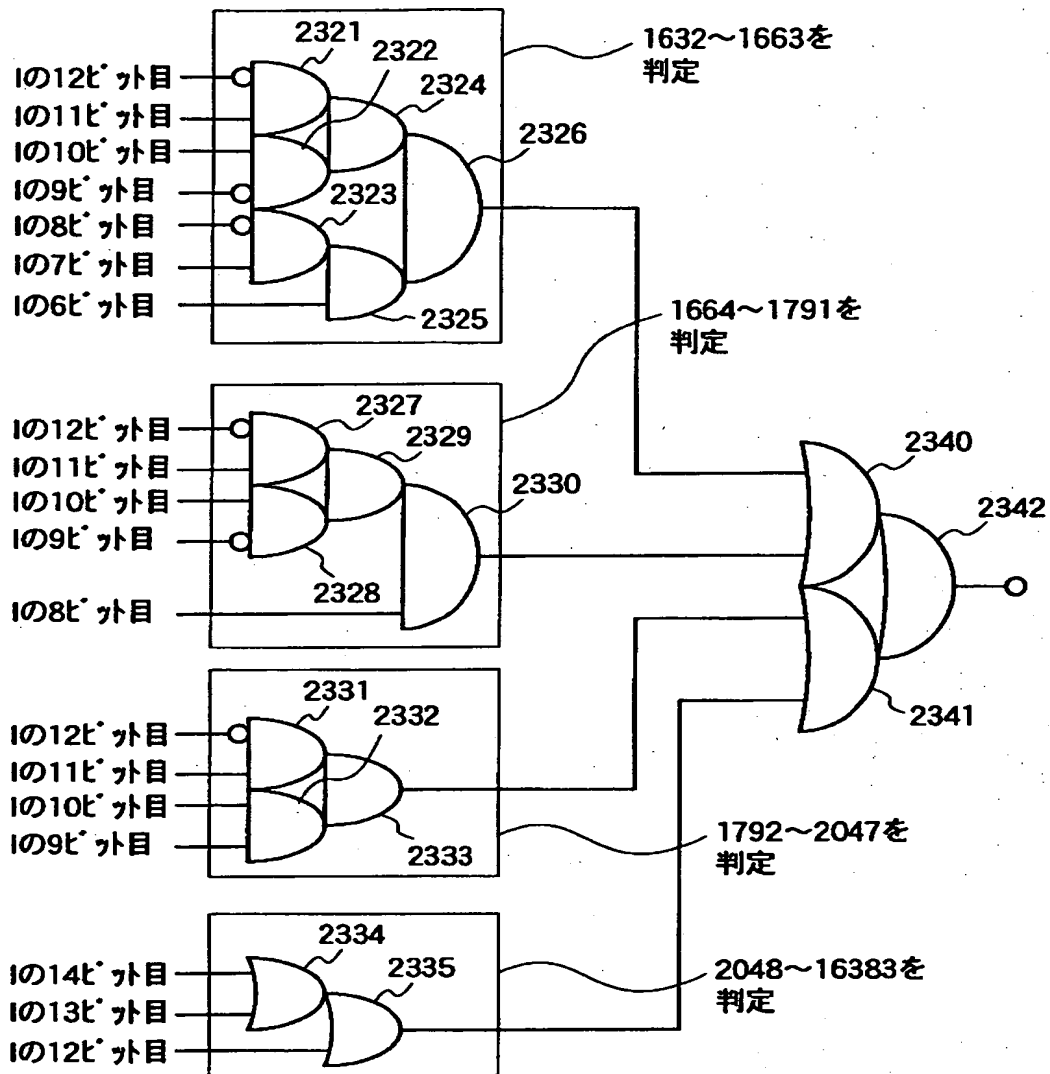 2321
2322
2324
2326
2323
2325
Iの12ビット目
Iの11ビット目
Iの10ビット目
Iの9ビット目
Iの8ビット目
Iの7ビット目
Iの6ビット目
1632～1663を
判定
1664～1791を
判定
2327
2329
2330
2328
Iの12ビット目
Iの11ビット目
Iの10ビット目
Iの9ビット目
Iの8ビット目
2340
2342
2341
2331
2332
2333
Iの12ビット目
Iの11ビット目
Iの10ビット目
Iの9ビット目
1792～2047を
判定
2334
2335
Iの14ビット目
Iの13ビット目
Iの12ビット目
2048～16383を
判定